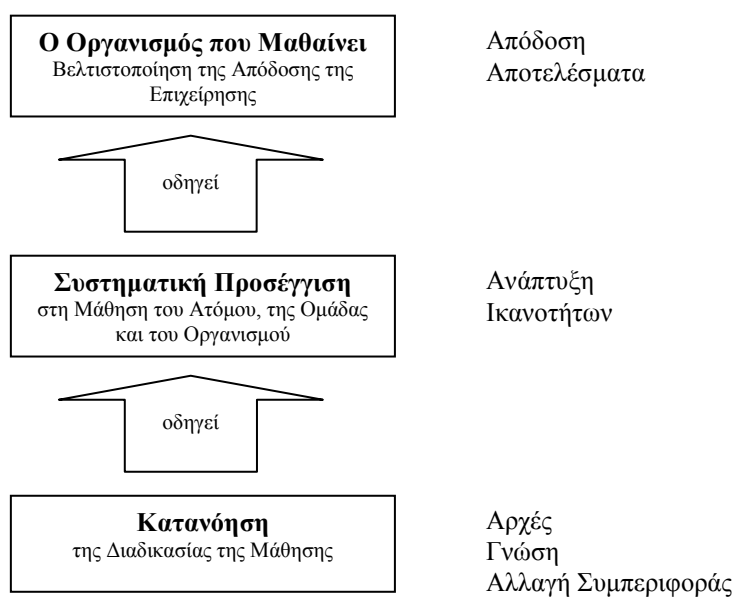 Ο Οργανισμός που Μαθαίνει
Βελτιστοποίηση της Απόδοσης της
Επιχείρησης
Απόδοση
Αποτελέσματα
οδηγεί
Συστηματική Προσέγγιση
στη Μάθηση του Ατόμου, της Ομάδας
και του Οργανισμού
Ανάπτυξη
Ικανοτήτων
οδηγεί
Κατανόηση
της Διαδικασίας της Μάθησης
Αρχές
Γνώση
Αλλαγή Συμπεριφοράς